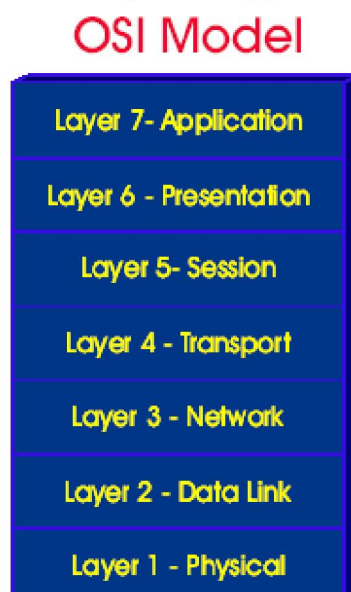 OSI Model
Layer 7- Application
Layer 6 - Presentation
Layer 5- Session
Layer 4 - Transport
Layer 3 - Network
Layer 2 - Data Link
Layer 1 - Physical